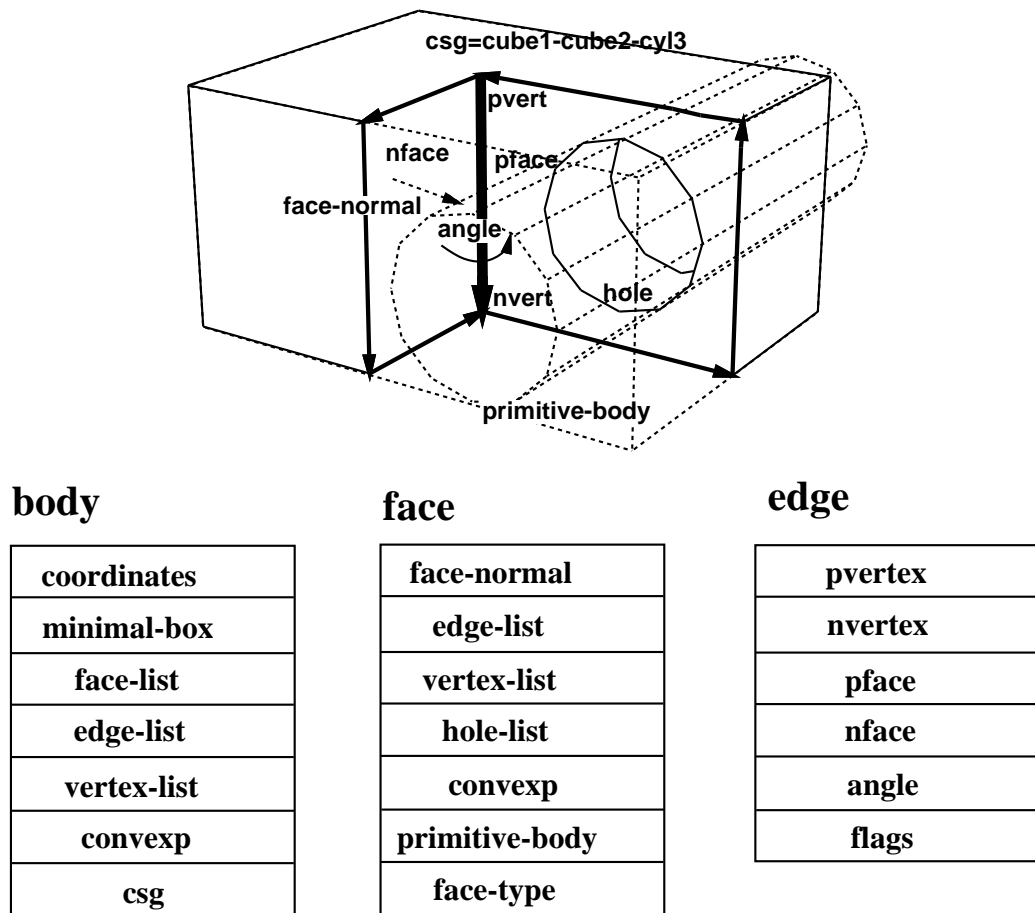 csg=cube1-cube2-cyl3
pvert
nface
pface
face-normal
angle
nvert
hole
primitive-body
body
coordinates
minimal-box
face-list
edge-list
vertex-list
convexp
csg
face
face-normal
edge-list
vertex-list
hole-list
convexp
primitive-body
face-type
edge
pvertex
nvertex
pface
nface
angle
flags